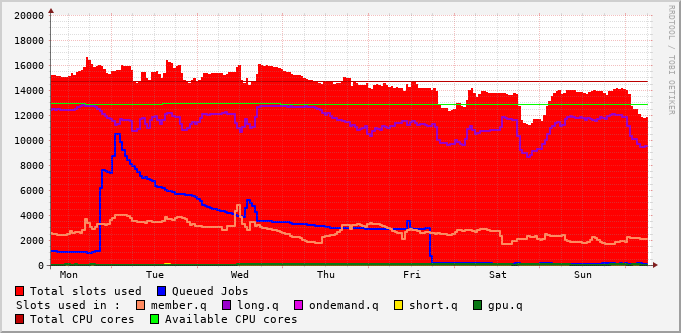 20000
18000
16000
14000
12000
10000
8000
6000
4000
2000
0
Mon Tue Wed Thu Fri Sat Sun
RRDTOOL / TOBI OETIKER
Total slots used Queued Jobs
Slots used in : member.q long.q ondemand.q short.q gpu.q
Total CPU cores Available CPU cores